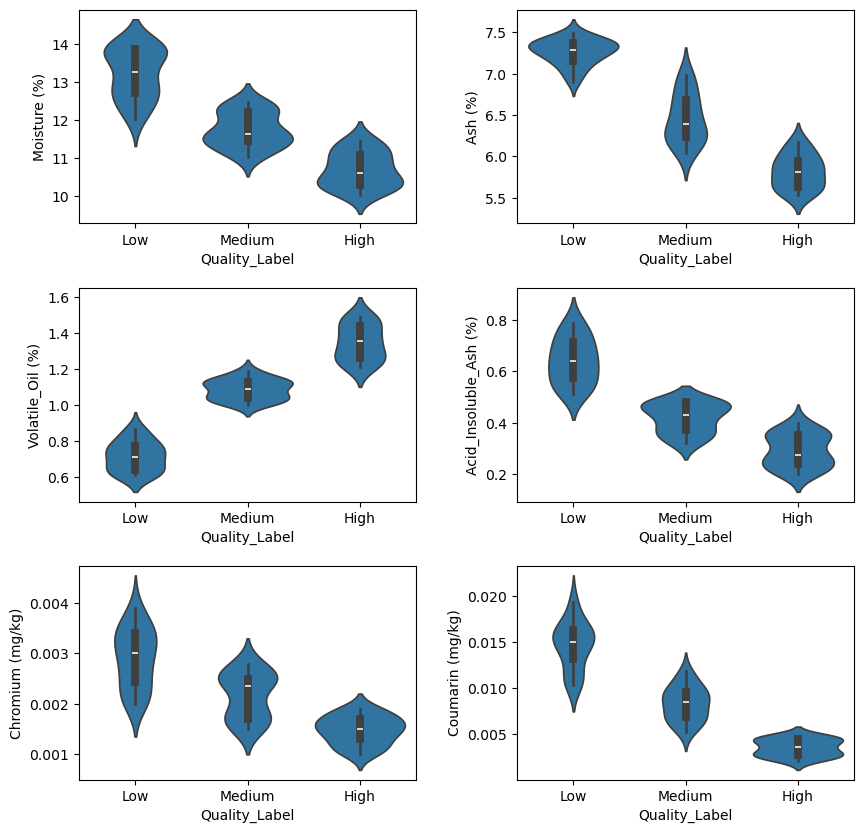 Moisture (%)
14
13
12
11
10
Low
Medium
High
Quality_Label
Ash (%)
7.5
7.0
6.5
6.0
5.5
Low
Medium
High
Quality_Label
Volatile_Oil (%)
1.6
1.4
1.2
1.0
0.8
0.6
Low
Medium
High
Quality_Label
Acid_Insoluble_Ash (%)
0.8
0.6
0.4
0.2
Low
Medium
High
Quality_Label
Chromium (mg/kg)
0.004
0.003
0.002
0.001
Low
Medium
High
Quality_Label
Coumarin (mg/kg)
0.020
0.015
0.010
0.005
Low
Medium
High
Quality_Label